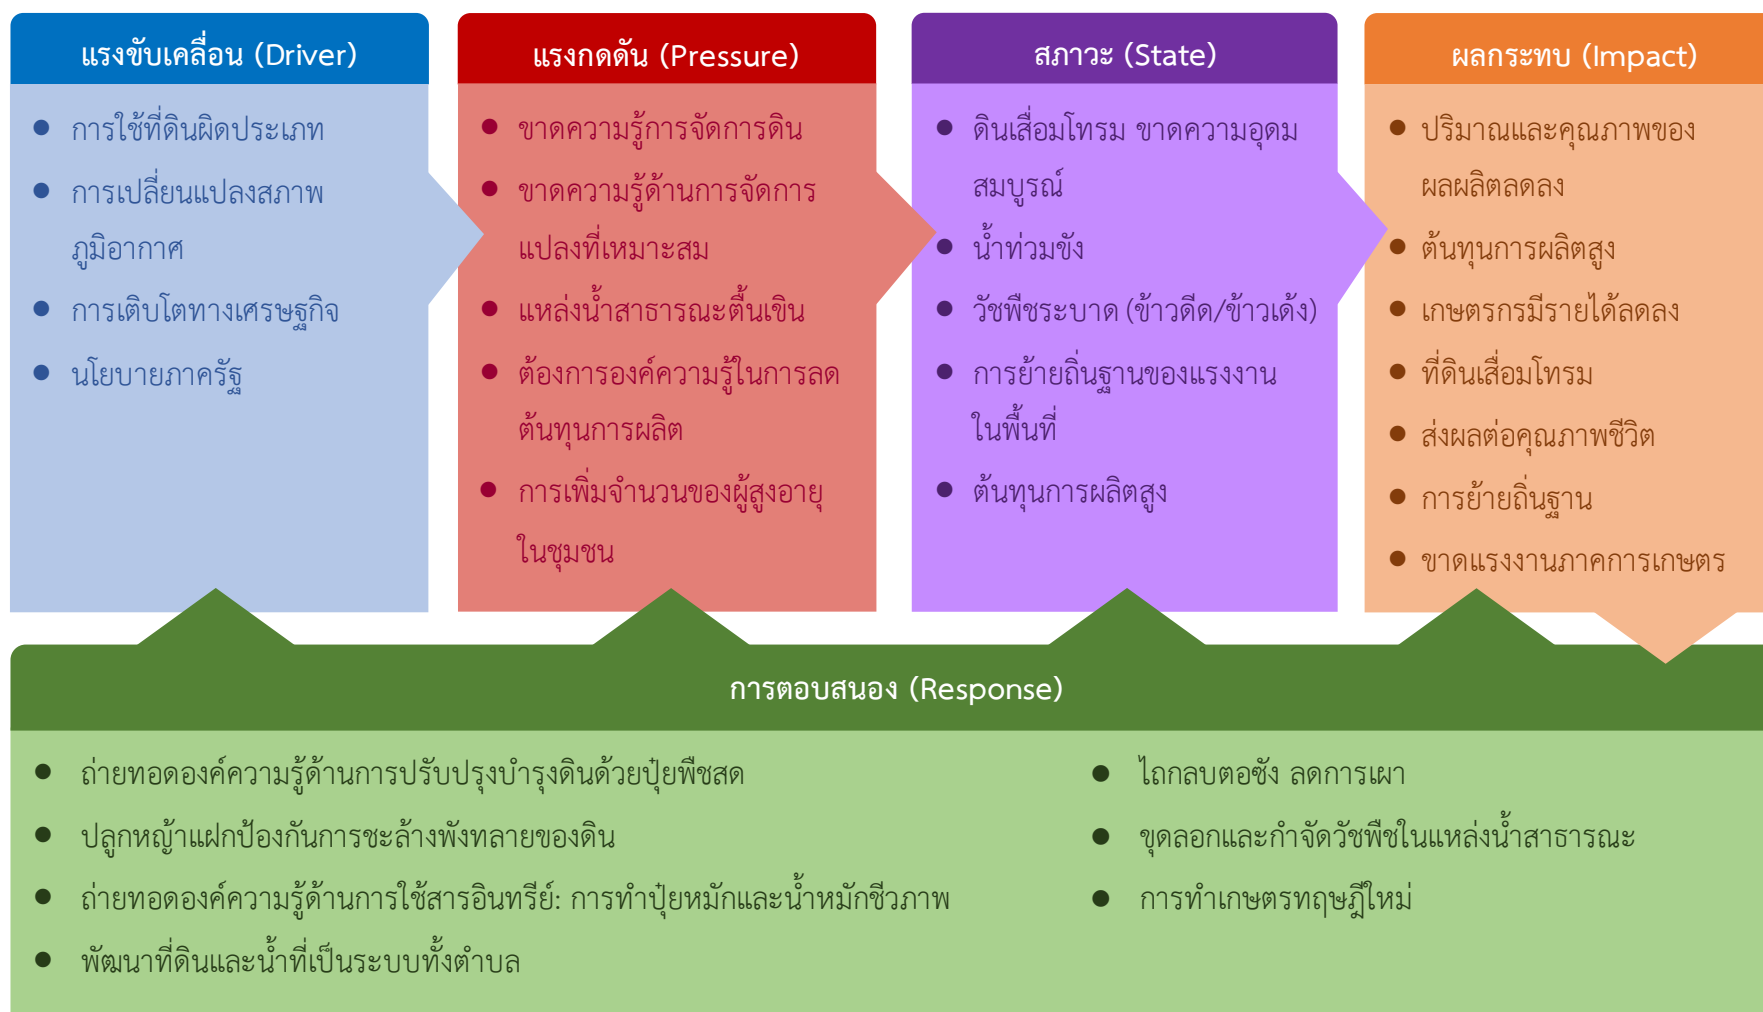 แรงขับเคลื่อน (Driver)
● การใช้ที่ดินผิดประเภท
● การเปลี่ยนแปลงสภาพ
ภูมิอากาศ
● การเติบโตทางเศรษฐกิจ
● นโยบายภาครัฐ
แรงกดดัน (Pressure)
● ขาดความรู้การจัดการดิน
● ขาดความรู้ด้านการจัดการ
แปลงที่เหมาะสม
● แหล่งน้ำสาธารณะตื้นเขิน
● ต้องการองค์ความรู้ในการลด
ต้นทุนการผลิต
● การเพิ่มจำนวนของผู้สูงอายุ
ในชุมชน
สภาวะ (State)
● ดินเสื่อมโทรม ขาดความอุดม
สมบูรณ์
● น้ำท่วมขัง
● วัชพืชระบาด (ข้าวดีด/ข้าวเด้ง)
● การย้ายถิ่นฐานของแรงงาน
ในพื้นที่
● ต้นทุนการผลิตสูง
ผลกระทบ (Impact)
● ปริมาณและคุณภาพของ
ผลผลิตลดลง
● ต้นทุนการผลิตสูง
● เกษตรกรมีรายได้ลดลง
● ที่ดินเสื่อมโทรม
● ส่งผลต่อคุณภาพชีวิต
● การย้ายถิ่นฐาน
● ขาดแรงงานภาคการเกษตร
การตอบสนอง (Response)
● ถ่ายทอดองค์ความรู้ด้านการปรับปรุงบำรุงดินด้วยปุ๋ยพืชสด
● ปลูกหญ้าแฝกป้องกันการชะล้างพังทลายของดิน
● ถ่ายทอดองค์ความรู้ด้านการใช้สารอินทรีย์: การทำปุ๋ยหมักและน้ำหมักชีวภาพ
● พัฒนาที่ดินและน้ำที่เป็นระบบทั้งตำบล
● ไถกลบตอซัง ลดการเผา
● ขุดลอกและกำจัดวัชพืชในแหล่งน้ำสาธารณะ
● การทำเกษตรทฤษฎีใหม่